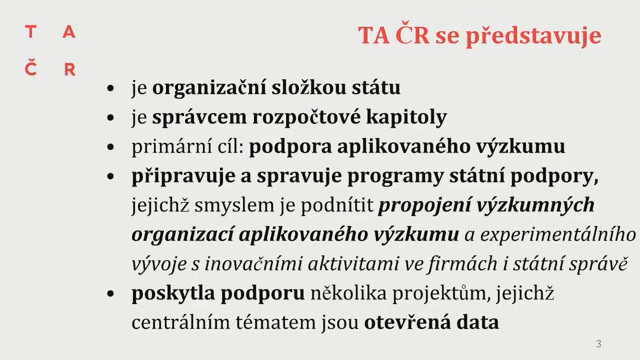 T A
Č R
TA ČR se představuje
• je organizační složkou státu
• je správcem rozpočtové kapitoly
• primární cíl: podpora aplikovaného výzkumu
• připravuje a spravuje programy státní podpory,
jejichž smyslem je podnítit propojení výzkumných
organizací aplikovaného výzkumu a experimentálního
vývoje s inovačními aktivitami ve firmách i státní správě
• poskytla podporu několika projektům, jejichž
centrálním tématem jsou otevřená data
3